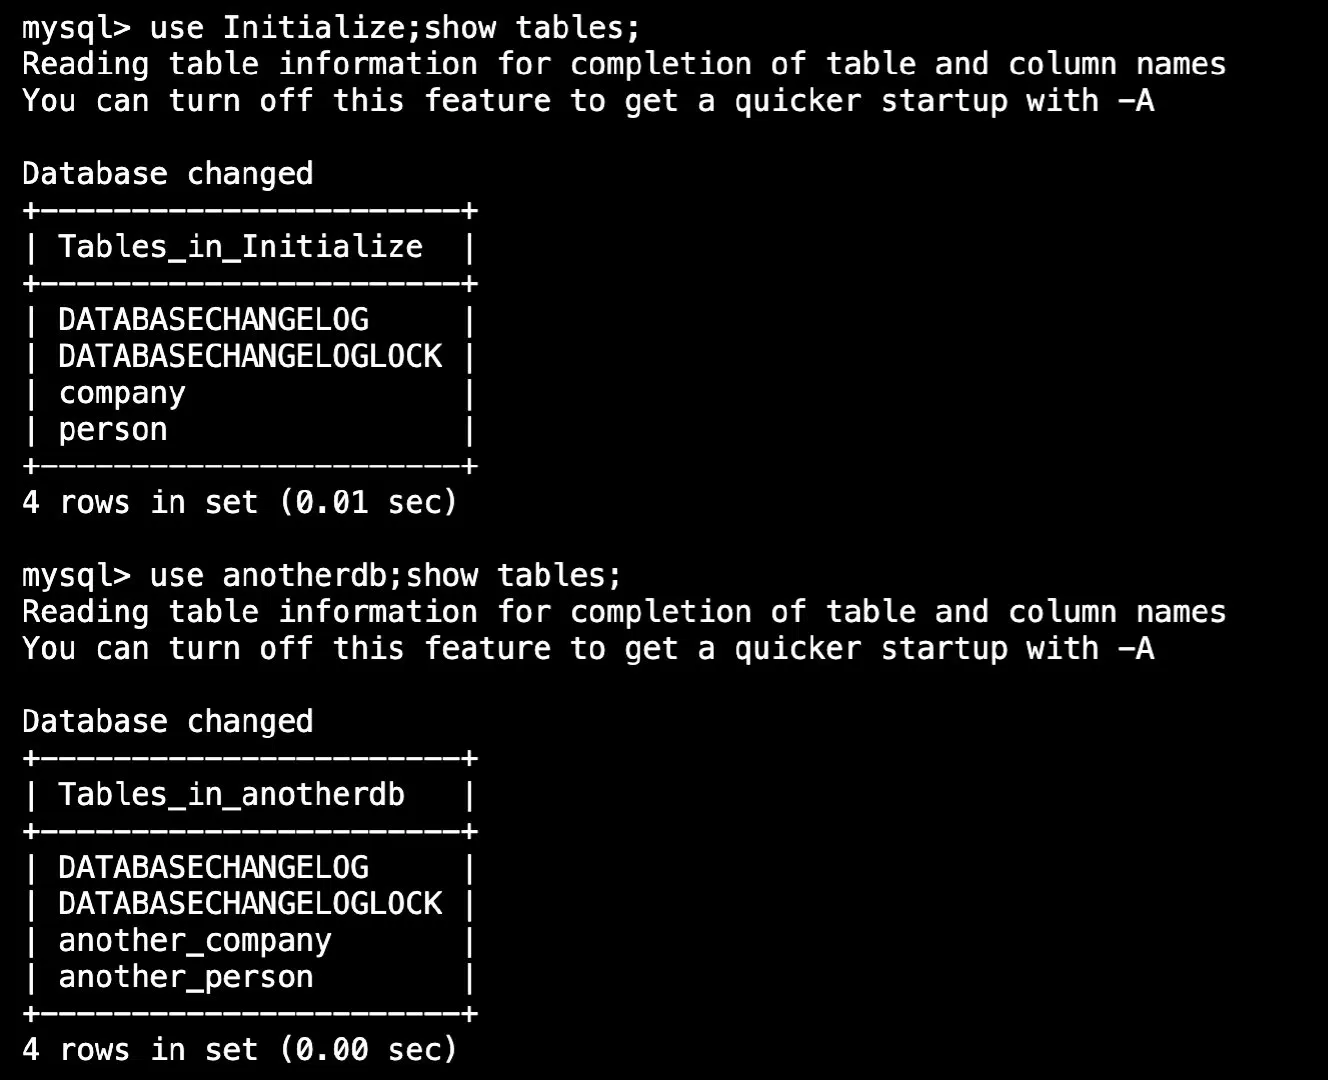 mysql> use Initialize;show tables;
Reading table information for completion of table and column names
You can turn off this feature to get a quicker startup with -A

Database changed
+-----------------------+
| Tables_in_Initialize  |
+-----------------------+
| DATABASECHANGELOG     |
| DATABASECHANGELOGLOCK |
| company               |
| person                |
+-----------------------+
4 rows in set (0.01 sec)

mysql> use anotherdb;show tables;
Reading table information for completion of table and column names
You can turn off this feature to get a quicker startup with -A

Database changed
+-----------------------+
| Tables_in_anotherdb   |
+-----------------------+
| DATABASECHANGELOG     |
| DATABASECHANGELOGLOCK |
| another_company       |
| another_person        |
+-----------------------+
4 rows in set (0.00 sec)